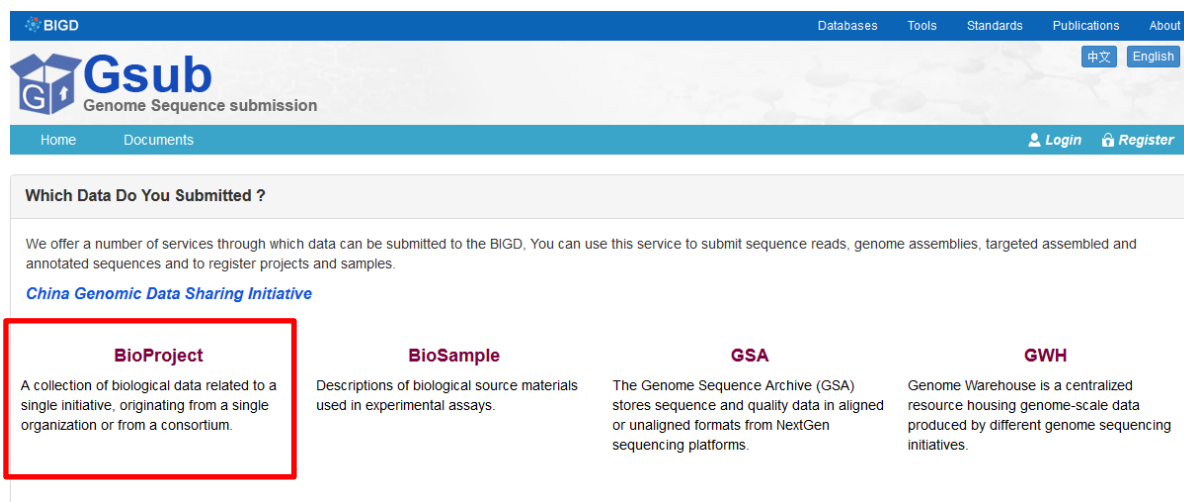 BIGD
Databases Tools Standards Publications About
中文 English
G
Gsub
Genome Sequence submission
Home Documents Login Register
Which Data Do You Submitted ?
We offer a number of services through which data can be submitted to the BIGD, You can use this service to submit sequence reads, genome assemblies, targeted assembled and
annotated sequences and to register projects and samples.
China Genomic Data Sharing Initiative
BioProject
A collection of biological data related to a
single initiative, originating from a single
organization or from a consortium.
BioSample
Descriptions of biological source materials
used in experimental assays.
GSA
The Genome Sequence Archive (GSA)
stores sequence and quality data in aligned
or unaligned formats from NextGen
sequencing platforms.
GWH
Genome Warehouse is a centralized
resource housing genome-scale data
produced by different genome sequencing
initiatives.